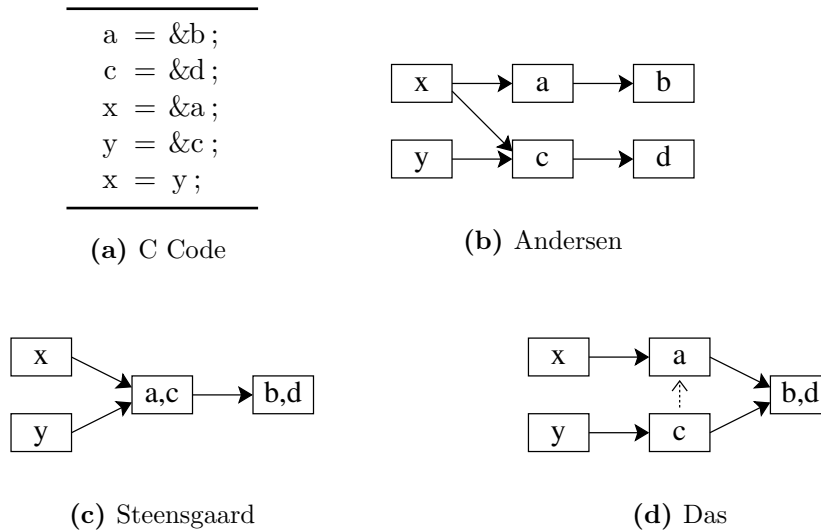 a = &b;
c = &d;
x = &a;
y = &c;
x = y;
(a) C Code
x a b
y c d
(b) Andersen
x
a,c b,d
y
(c) Steensgaard
x a
b,d
y c
(d) Das